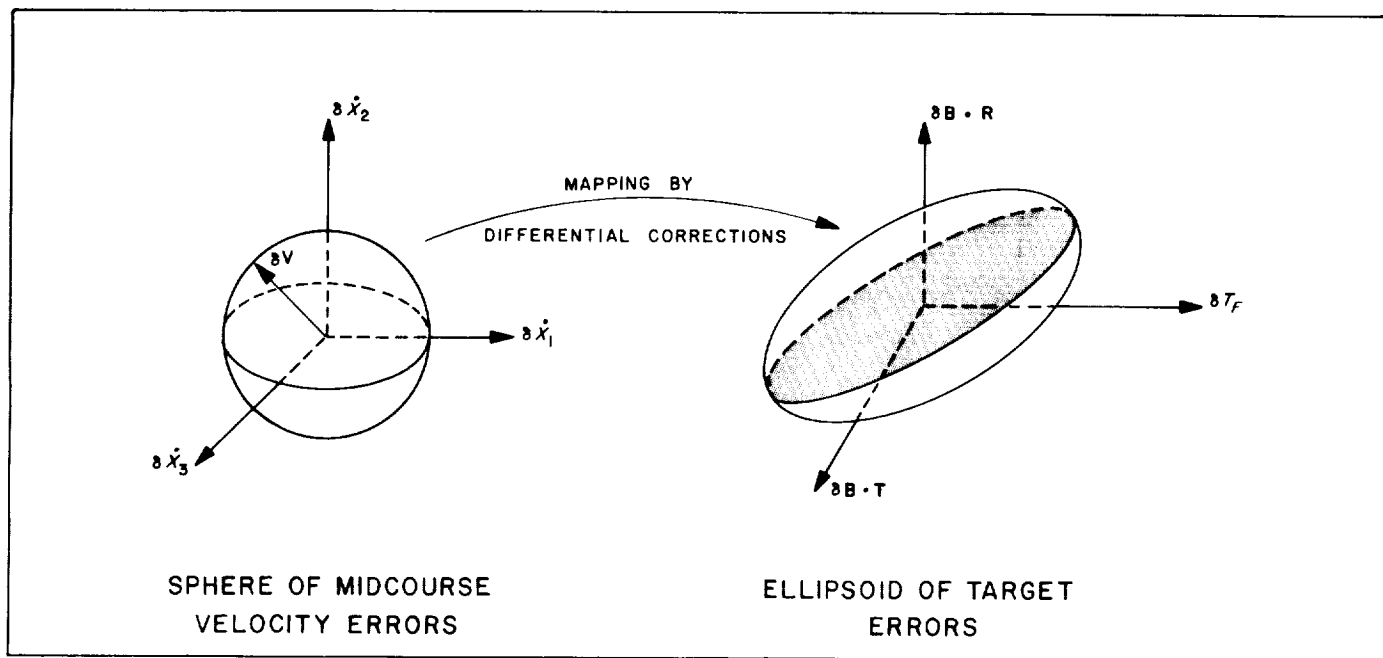 δẊ₂
δV
δẊ₁
δẊ₃
MAPPING BY
DIFFERENTIAL CORRECTIONS
δB • R
δT_F
δB • T
SPHERE OF MIDCOURSE
VELOCITY ERRORS
ELLIPSOID OF TARGET
ERRORS